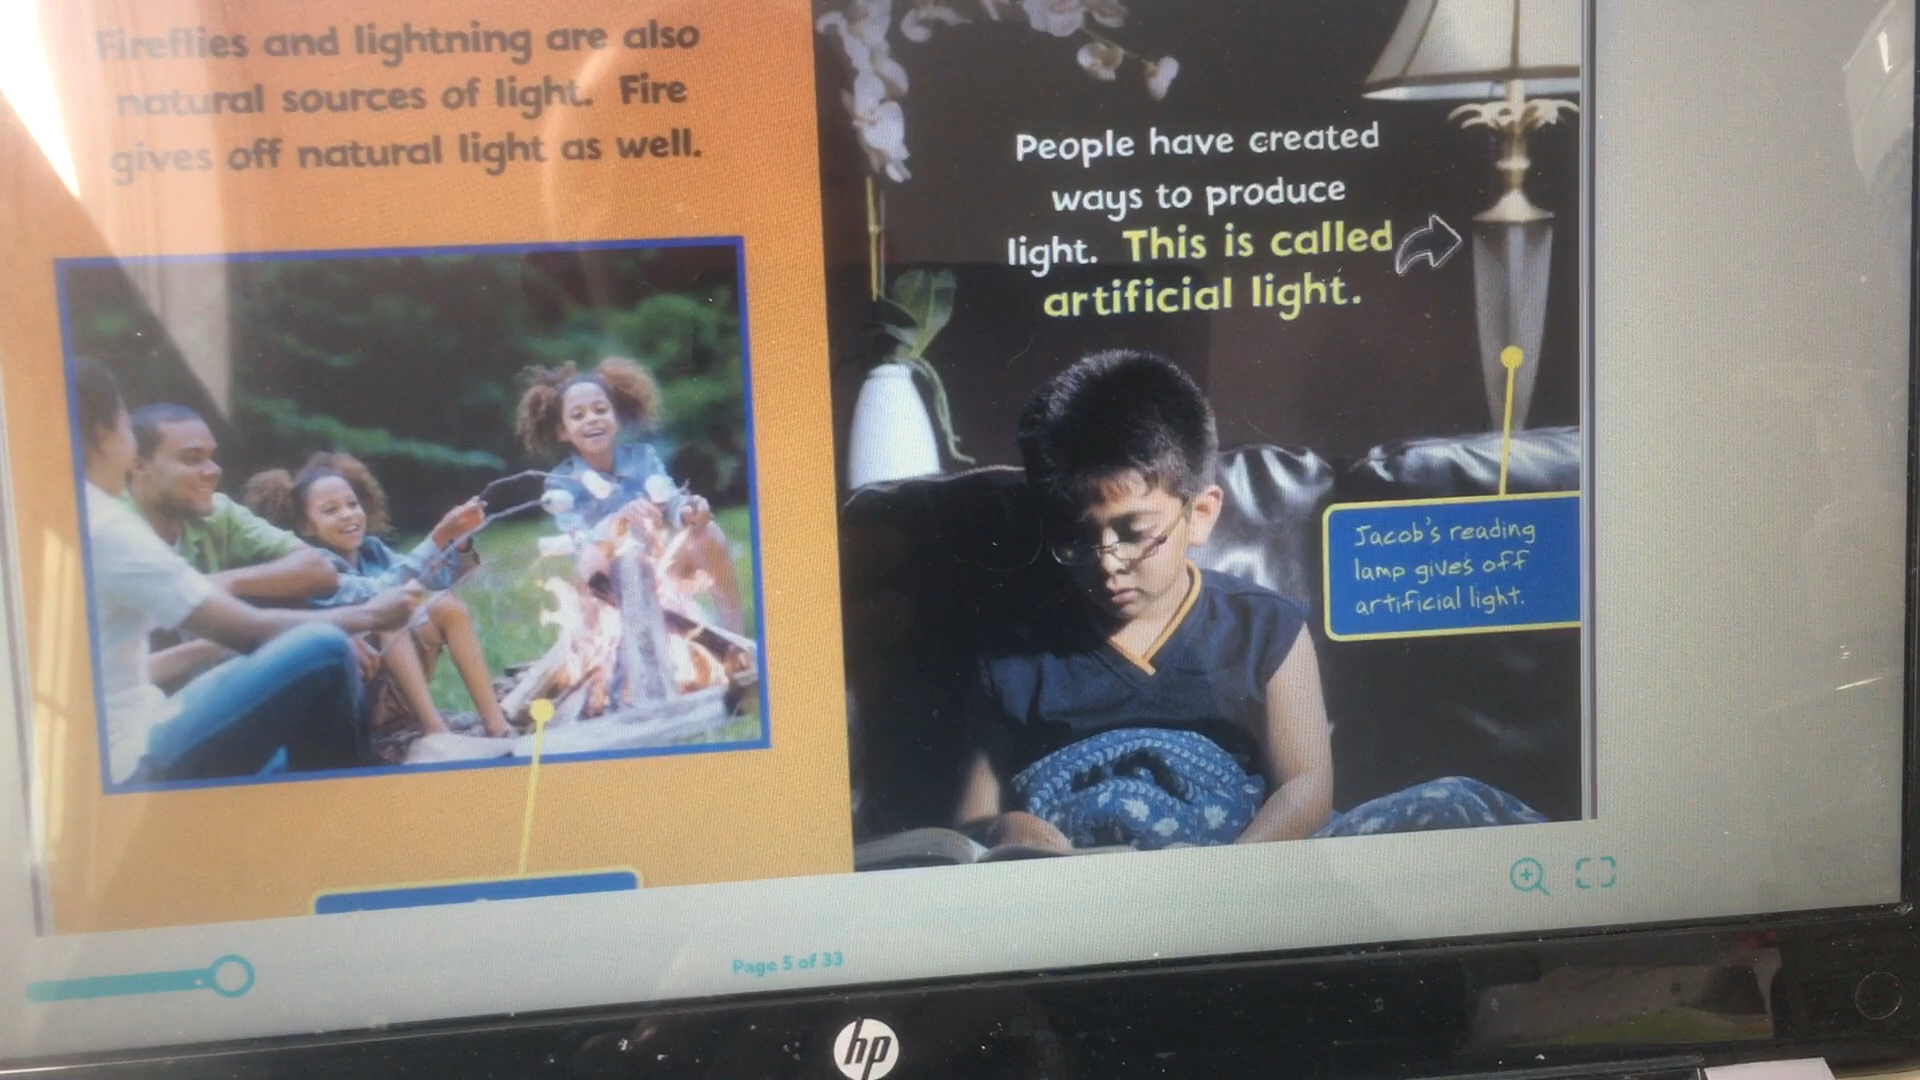 Fireflies and lightning are also
natural sources of light. Fire
gives off natural light as well.
People have created
ways to produce
light. This is called
artificial light.
Jacob's reading
lamp gives off
artificial light.
Page 5 of 33
hp